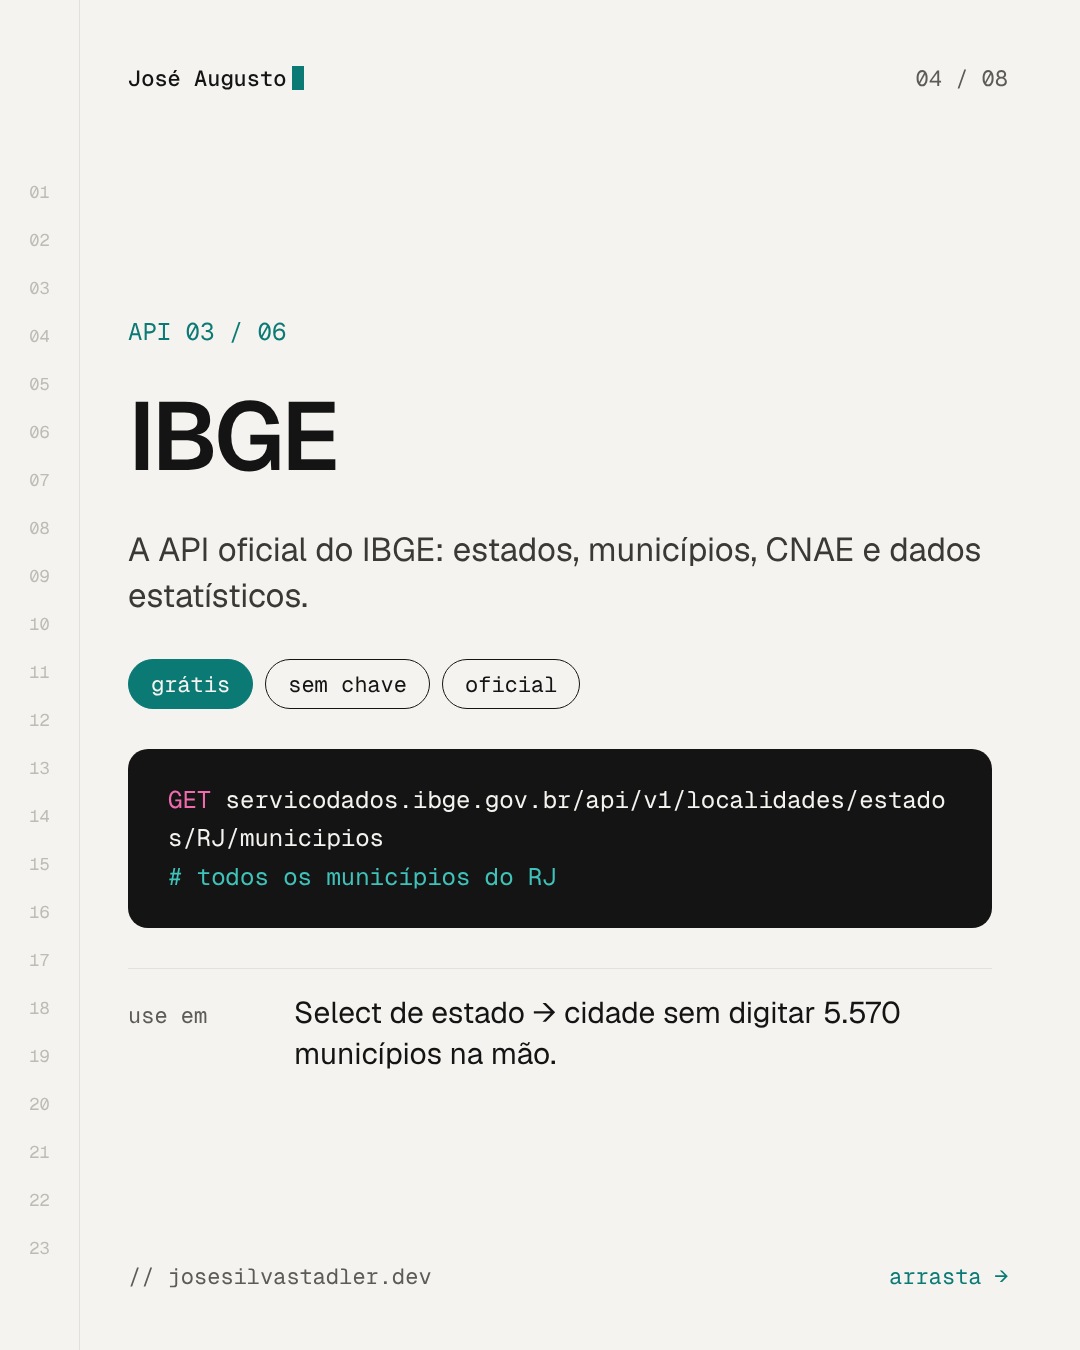 José Augusto
04 / 08
01
02
03
04
05
06
07
08
09
10
11
12
13
14
15
16
17
18
19
20
21
22
23
API 03 / 06
IBGE
A API oficial do IBGE: estados, municípios, CNAE e dados
estatísticos.
grátis
sem chave
oficial
GET servicodados.ibge.gov.br/api/v1/localidades/estado
s/RJ/municipios
# todos os municípios do RJ
use em
Select de estado → cidade sem digitar 5.570
municípios na mão.
// josesilvastadler.dev
arrasta →